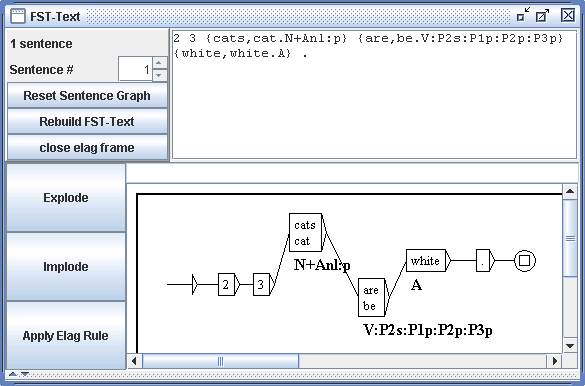 FST-Text
1 sentence
Sentence #
1
Reset Sentence Graph
Rebuild FST-Text
close elag frame
2 3 {cats,cat.N+Anl:p} {are,be.V:P2s:P1p:P2p:P3p}
{white,white.A} .
Explode
Implode
Apply Elag Rule
2
3
cats
cat
N+Anl:p
are
be
V:P2s:P1p:P2p:P3p
white
A
.